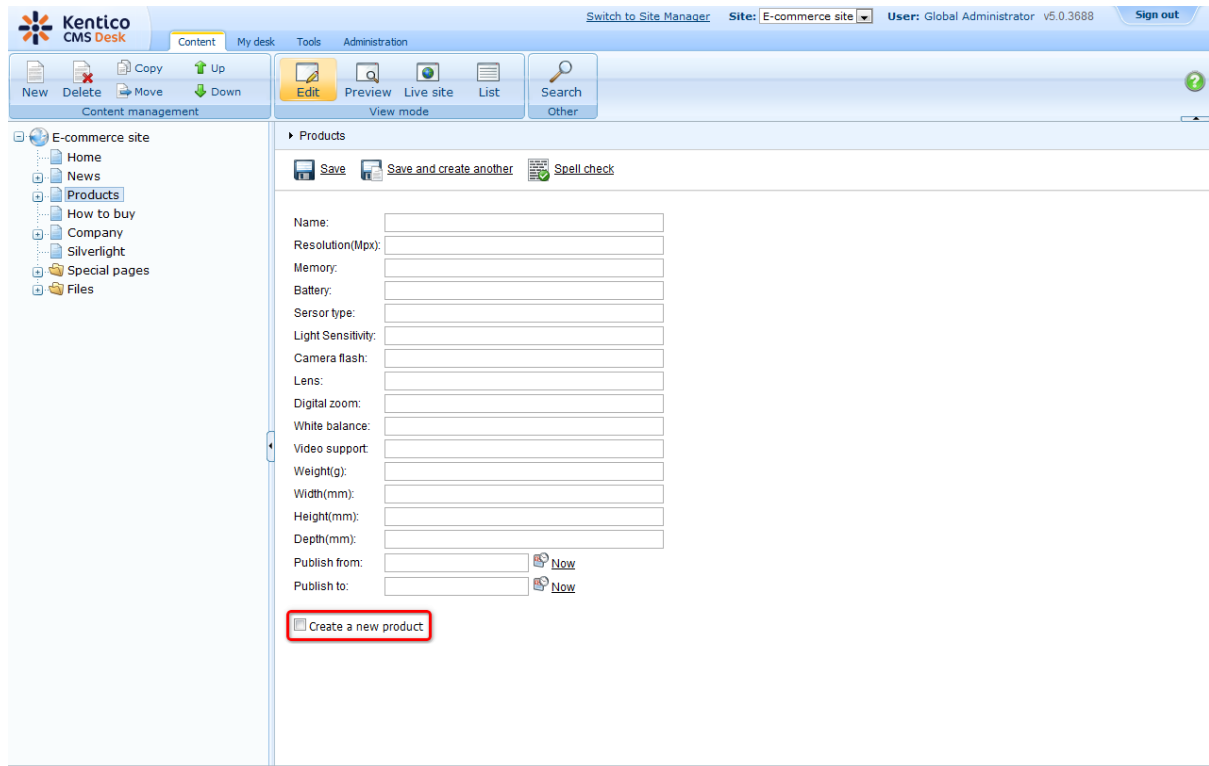 Kentico
CMS Desk
Switch to Site Manager Site: E-commerce site User: Global Administrator v5.0.3688 Sign out
Content My desk Tools Administration
New Delete Copy Move Up Down
Content management
Edit Preview Live site List
View mode
Search
Other
E-commerce site
Home
News
Products
How to buy
Company
Silverlight
Special pages
Files
Products
Save Save and create another Spell check
Name:
Resolution(Mpx):
Memory:
Battery:
Sersor type:
Light Sensitivity:
Camera flash:
Lens:
Digital zoom:
White balance:
Video support:
Weight(g):
Width(mm):
Height(mm):
Depth(mm):
Publish from: Now
Publish to: Now
Create a new product